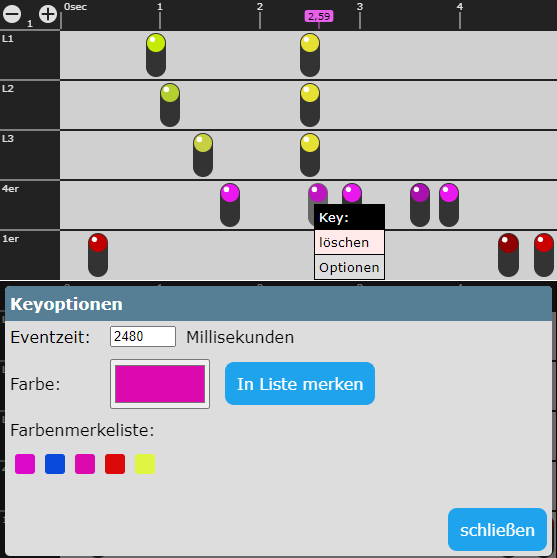 0sec 1 2 2,59 3 4
1
L1
L2
L3
4er
Key:
löschen
1er
Optionen
Keyoptionen
Eventzeit: 2480 Millisekunden
Farbe: In Liste merken
Farbenmerkeliste:
schließen